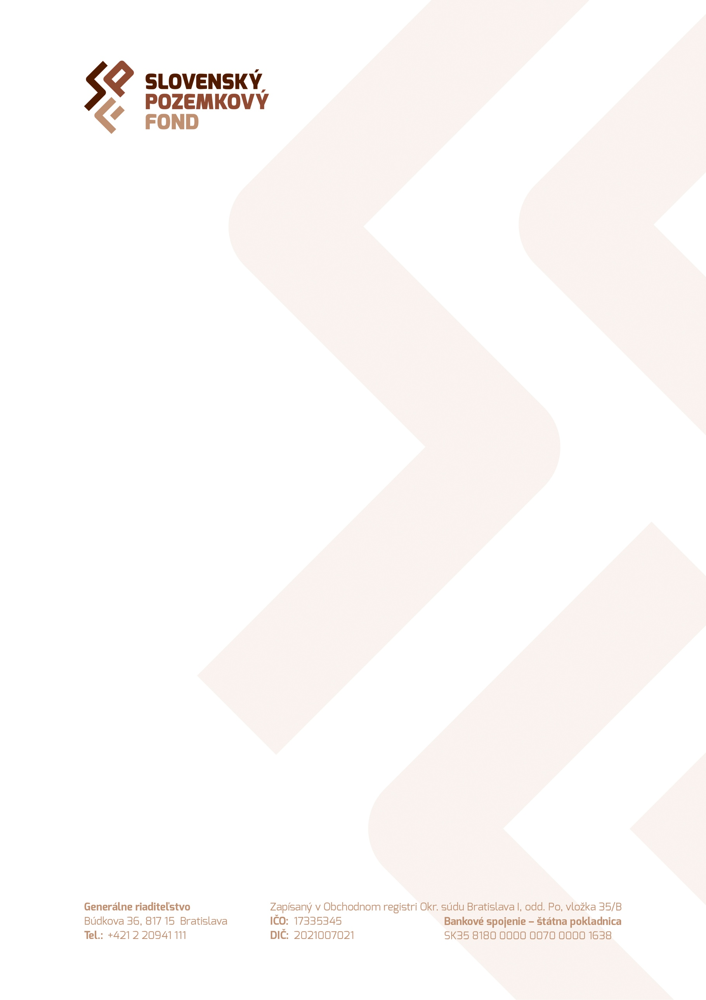 SLOVENSKÝ
POZEMKOVÝ
FOND
Generálne riaditeľstvo
Búdkova 36, 817 15 Bratislava
Tel.: +421 2 20941 111
Zapísaný v Obchodnom registri Okr. súdu Bratislava I, odd. Po, vložka 35/B
IČO: 17335345
DIČ: 2021007021
Bankové spojenie – štátna pokladnica
SK35 8180 0000 0070 0000 1638